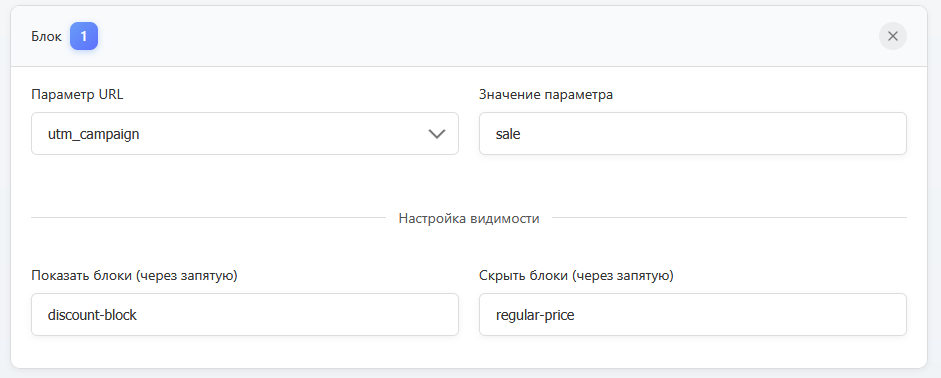 Блок 1
Параметр URL
Значение параметра
utm_campaign
sale
Настройка видимости
Показать блоки (через запятую)
Скрыть блоки (через запятую)
discount-block
regular-price